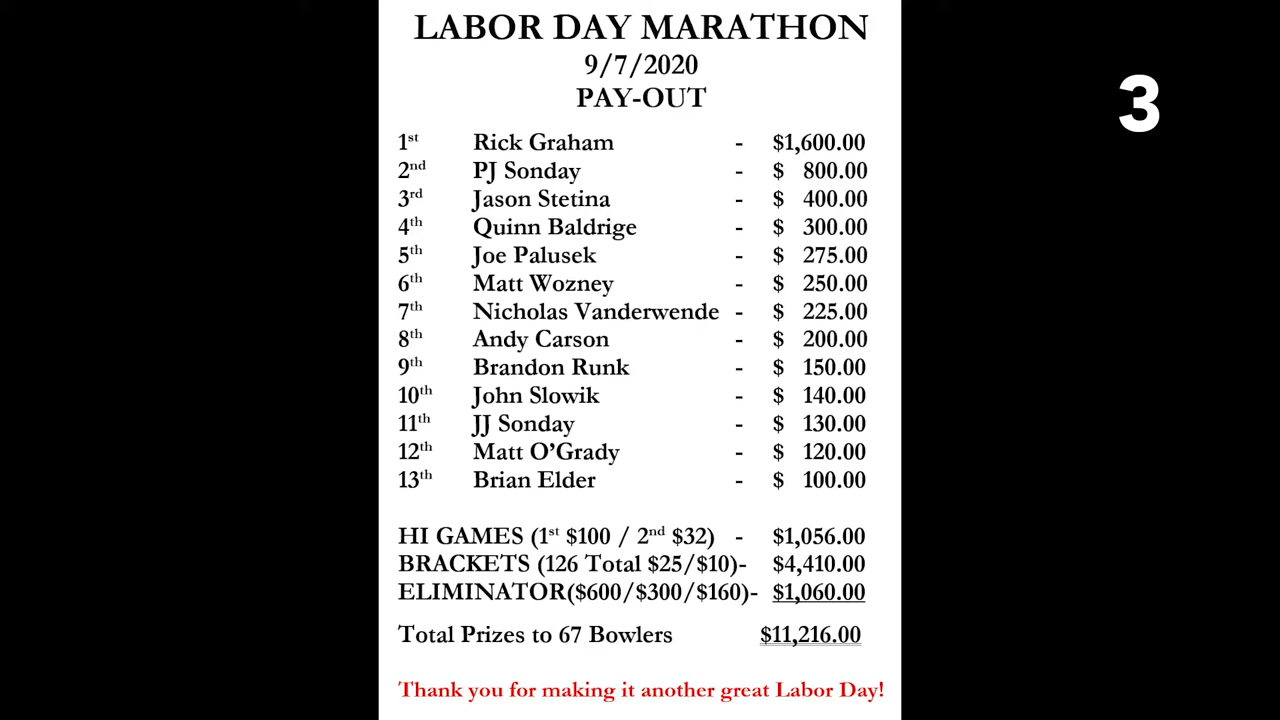 LABOR DAY MARATHON
9/7/2020
PAY-OUT
3
1st Rick Graham - $1,600.00
2nd PJ Sonday - $ 800.00
3rd Jason Stetina - $ 400.00
4th Quinn Baldrige - $ 300.00
5th Joe Palusek - $ 275.00
6th Matt Wozney - $ 250.00
7th Nicholas Vanderwende - $ 225.00
8th Andy Carson - $ 200.00
9th Brandon Runk - $ 150.00
10th John Slowik - $ 140.00
11th JJ Sonday - $ 130.00
12th Matt O’Grady - $ 120.00
13th Brian Elder - $ 100.00
HI GAMES (1st $100 / 2nd $32) - $1,056.00
BRACKETS (126 Total $25/$10)- $4,410.00
ELIMINATOR($600/$300/$160)- $1,060.00
Total Prizes to 67 Bowlers $11,216.00
Thank you for making it another great Labor Day!